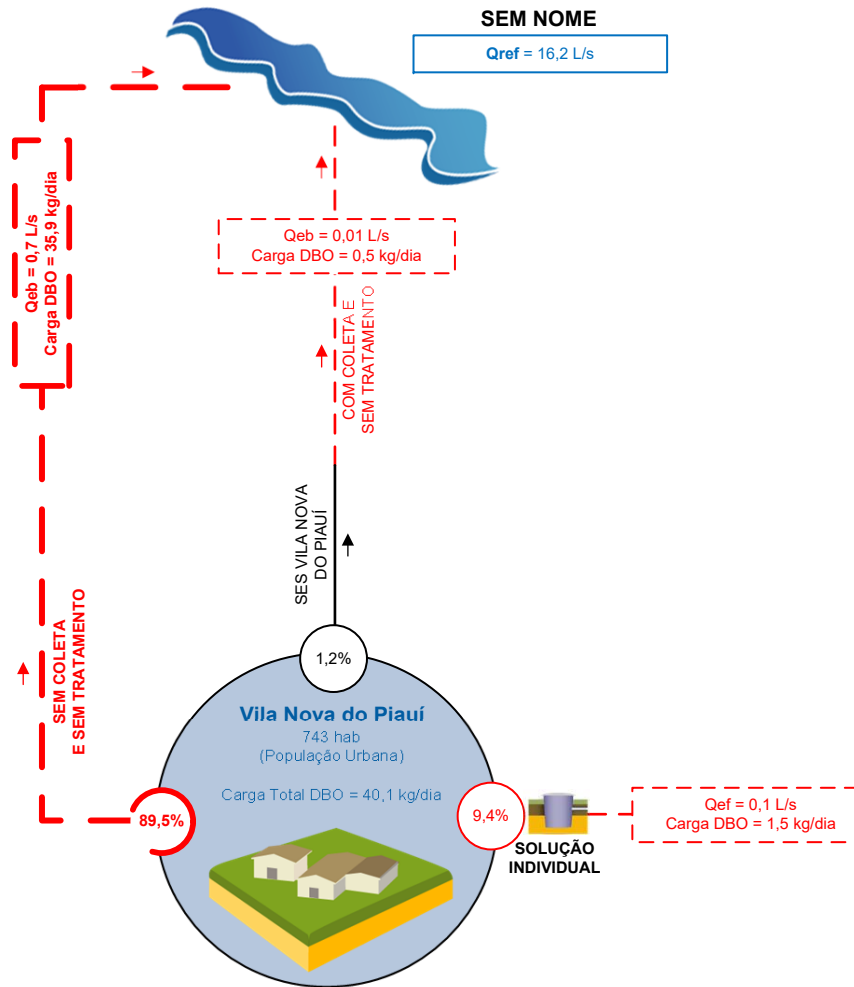 SEM NOME
Qref = 16,2 L/s
Qeb = 0,7 L/s
Carga DBO = 35,9 kg/dia
Qeb = 0,01 L/s
Carga DBO = 0,5 kg/dia
COM COLETA E
SEM TRATAMENTO
SES VILA NOVA
DO PIAUÍ
SEM COLETA
E SEM TRATAMENTO
1,2%
Vila Nova do Piauí
743 hab
(População Urbana)
Carga Total DBO = 40,1 kg/dia
89,5%
9,4%
SOLUÇÃO
INDIVIDUAL
Qef = 0,1 L/s
Carga DBO = 1,5 kg/dia